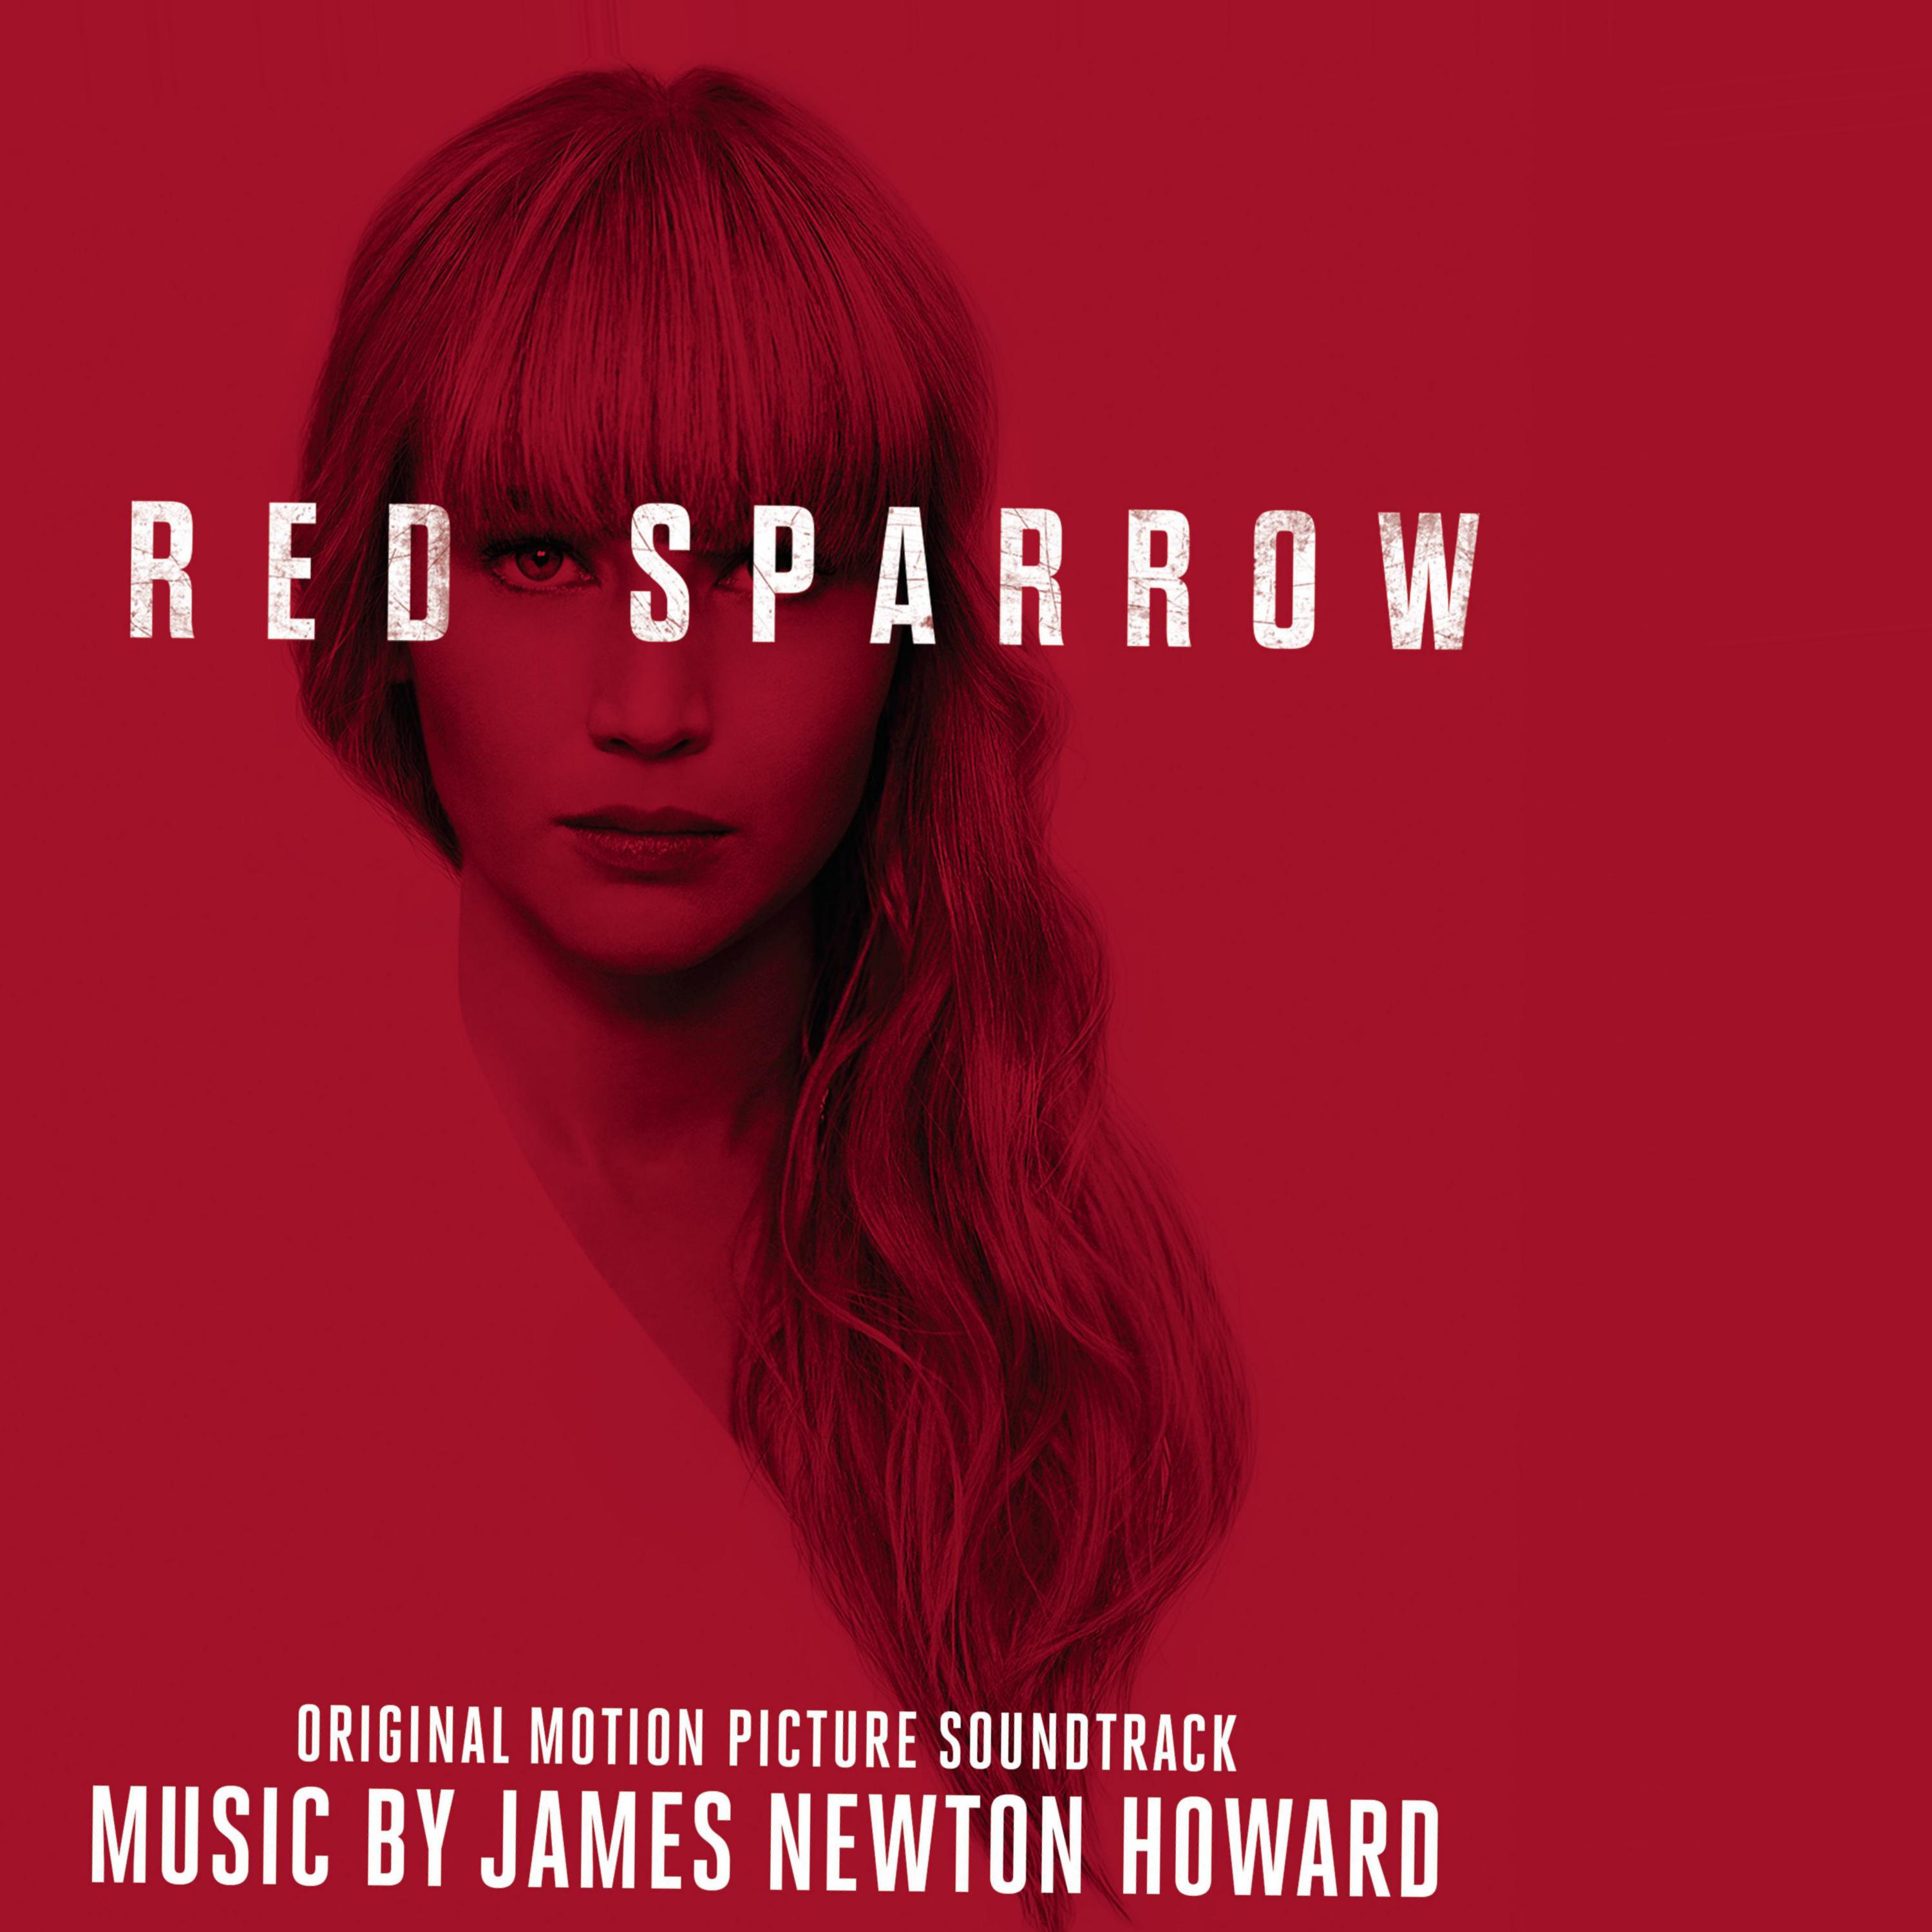 RED SPARROW
ORIGINAL MOTION PICTURE SOUNDTRACK
MUSIC BY JAMES NEWTON HOWARD